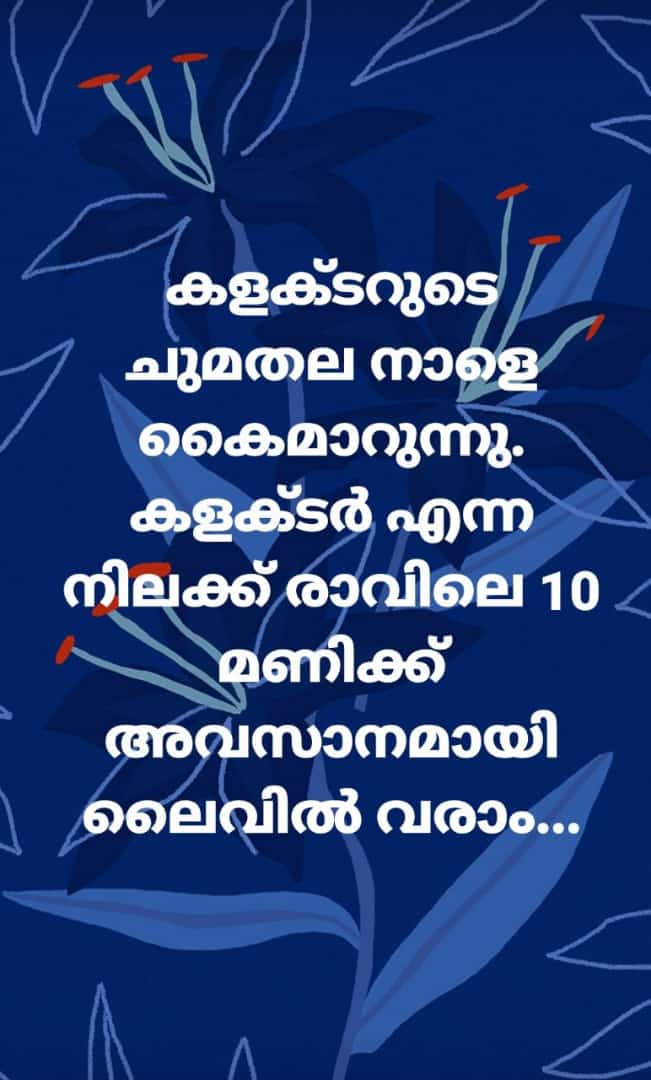 കളക്ടറുടെ
ചുമതല നാളെ
കൈമാറുന്നു.
കളക്ടർ എന്ന
നിലക്ക് രാവിലെ 10
മണിക്ക്
അവസാനമായി
ലൈവിൽ വരാം...